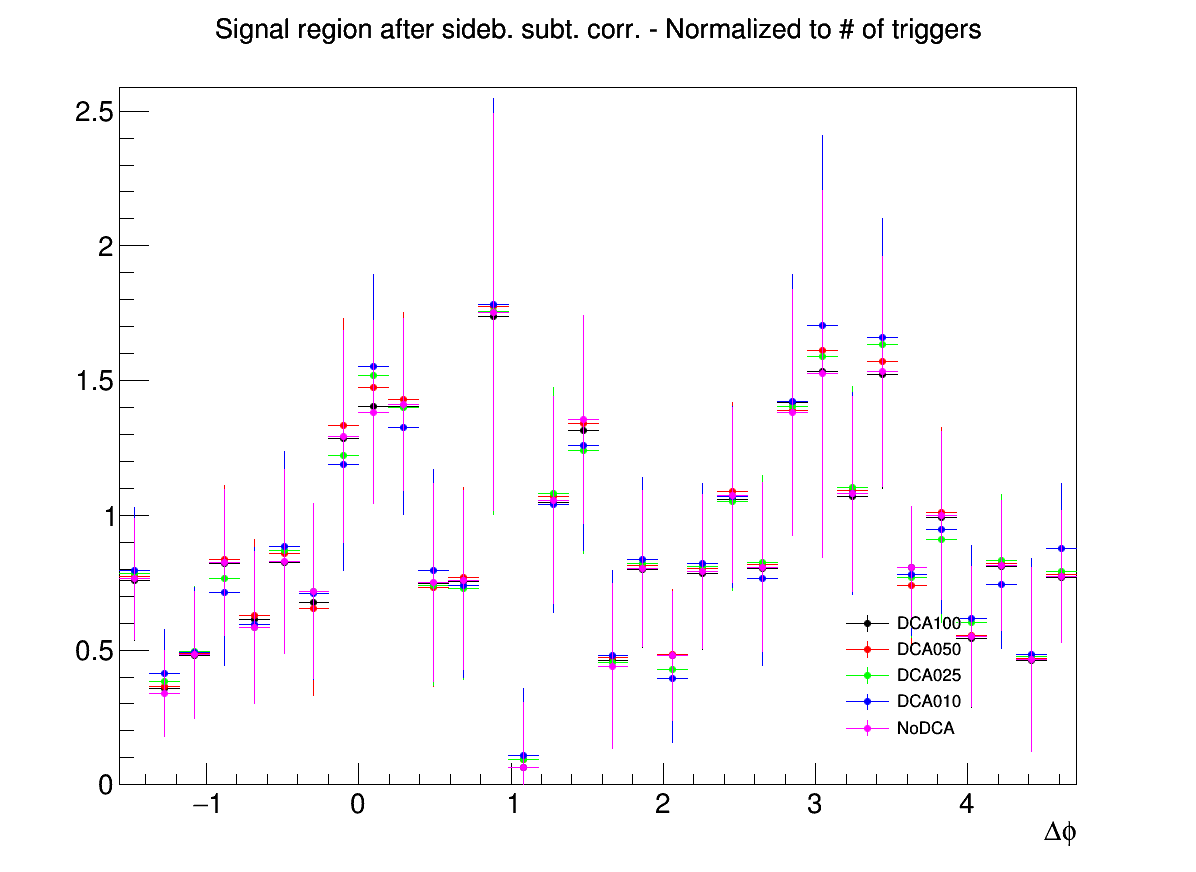 Signal region after sideb. subt. corr. - Normalized to # of triggers
2.5
2
1.5
1
0.5
0
−1 0 1 2 3 4
Δϕ
DCA100
DCA050
DCA025
DCA010
NoDCA